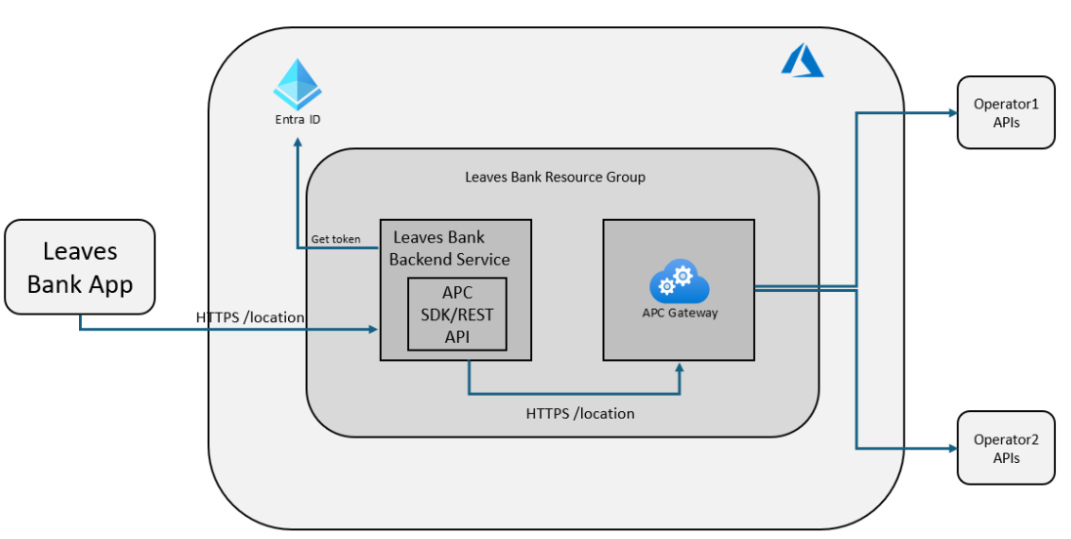 Entra ID
Leaves Bank Resource Group
Operator1
APIs
Leaves
Bank App
Get token
Leaves Bank
Backend Service
APC
SDK/REST
API
APC Gateway
HTTPS /location
HTTPS /location
Operator2
APIs